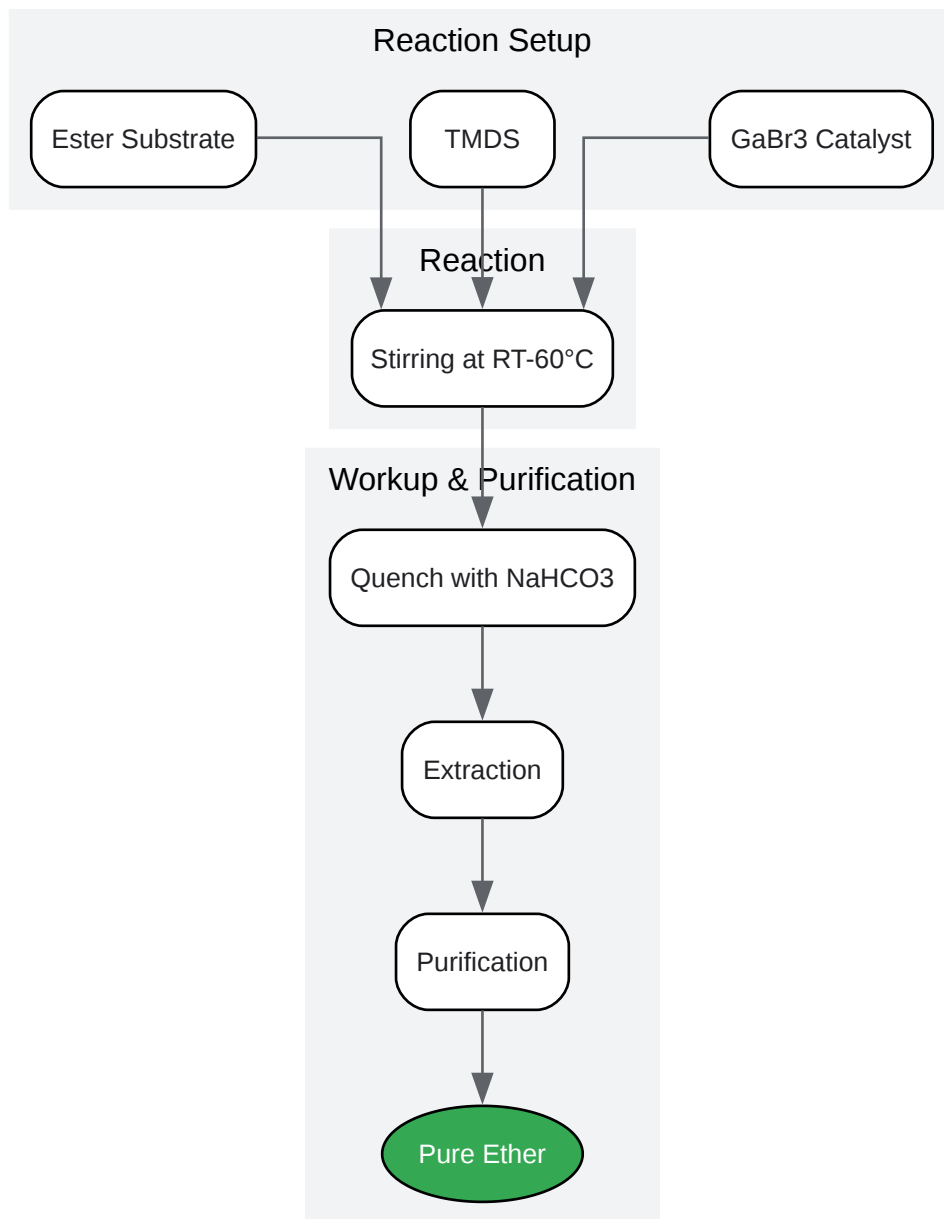 Reaction Setup
Ester Substrate
TMDS
GaBr3 Catalyst
Reaction
Stirring at RT-60°C
Workup & Purification
Quench with NaHCO3
Extraction
Purification
Pure Ether